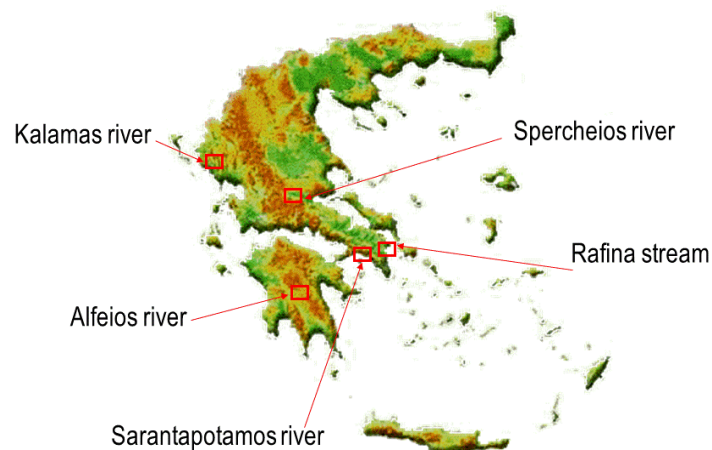 Kalamas river
Spercheios river
Rafina stream
Alfeios river
Sarantapotamos river